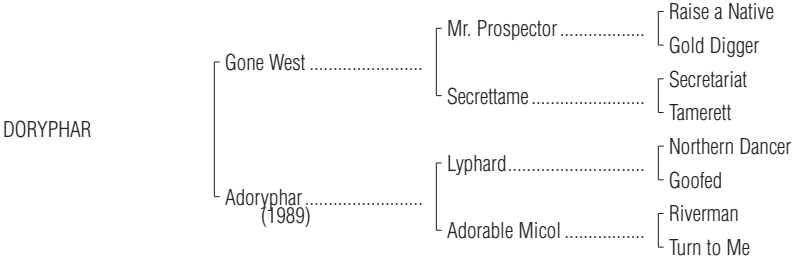 Raise a Native
Mr. Prospector ..................
Gold Digger
Gone West ........................
Secretariat
Secrettame ........................
Tamerett
DORYPHAR
Northern Dancer
Lyphard.............................
Goofed
Adoryphar.........................
(1989)
Riverman
Adorable Micol .................
Turn to Me